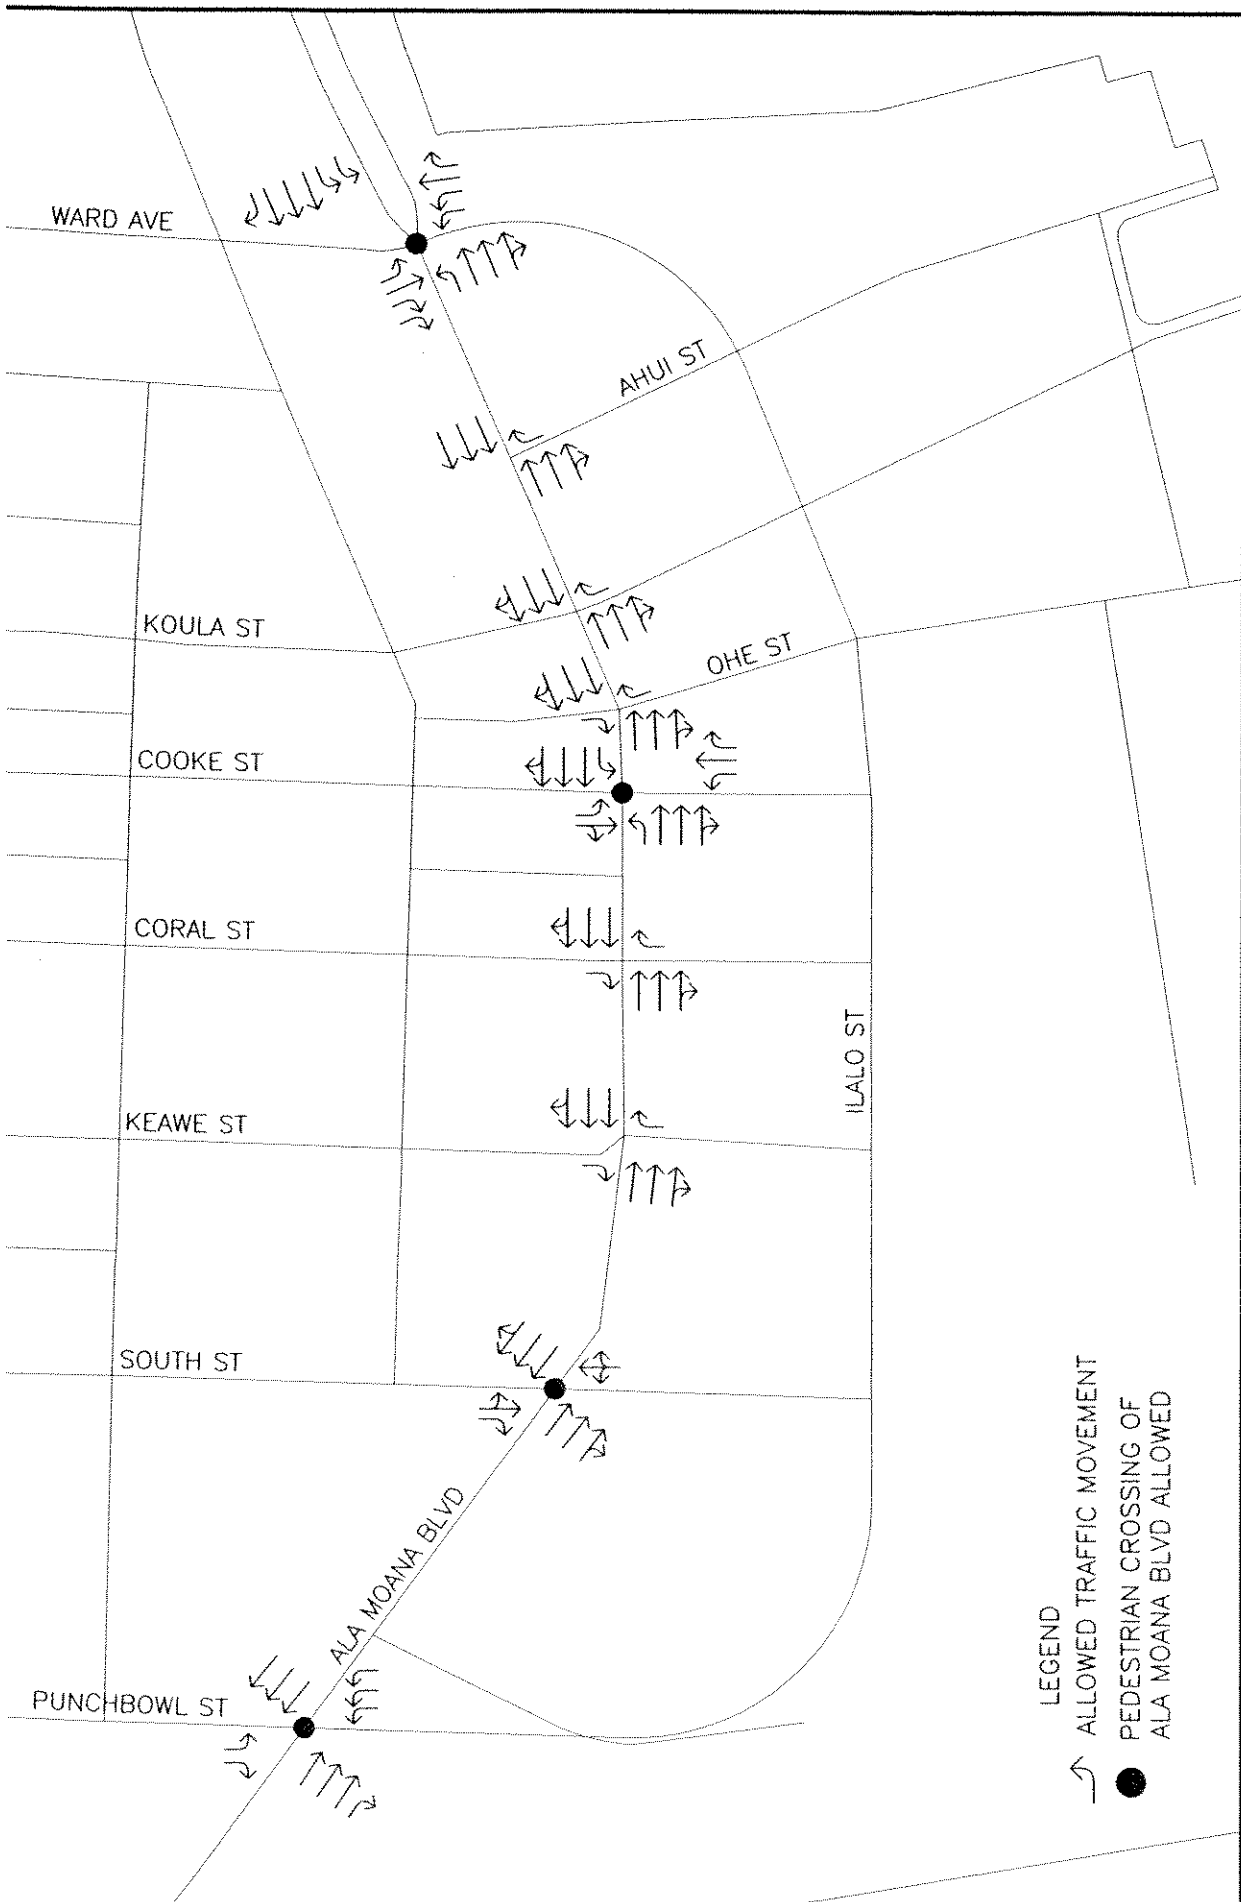 WARD AVE
AHUI ST
KOULA ST
OHE ST
COOKE ST
CORAL ST
ILALO ST
KEAWE ST
SOUTH ST
ALA MOANA BLVD
PUNCHBOWL ST
LEGEND
ALLOWED TRAFFIC MOVEMENT
PEDESTRIAN CROSSING OF
ALA MOANA BLVD ALLOWED